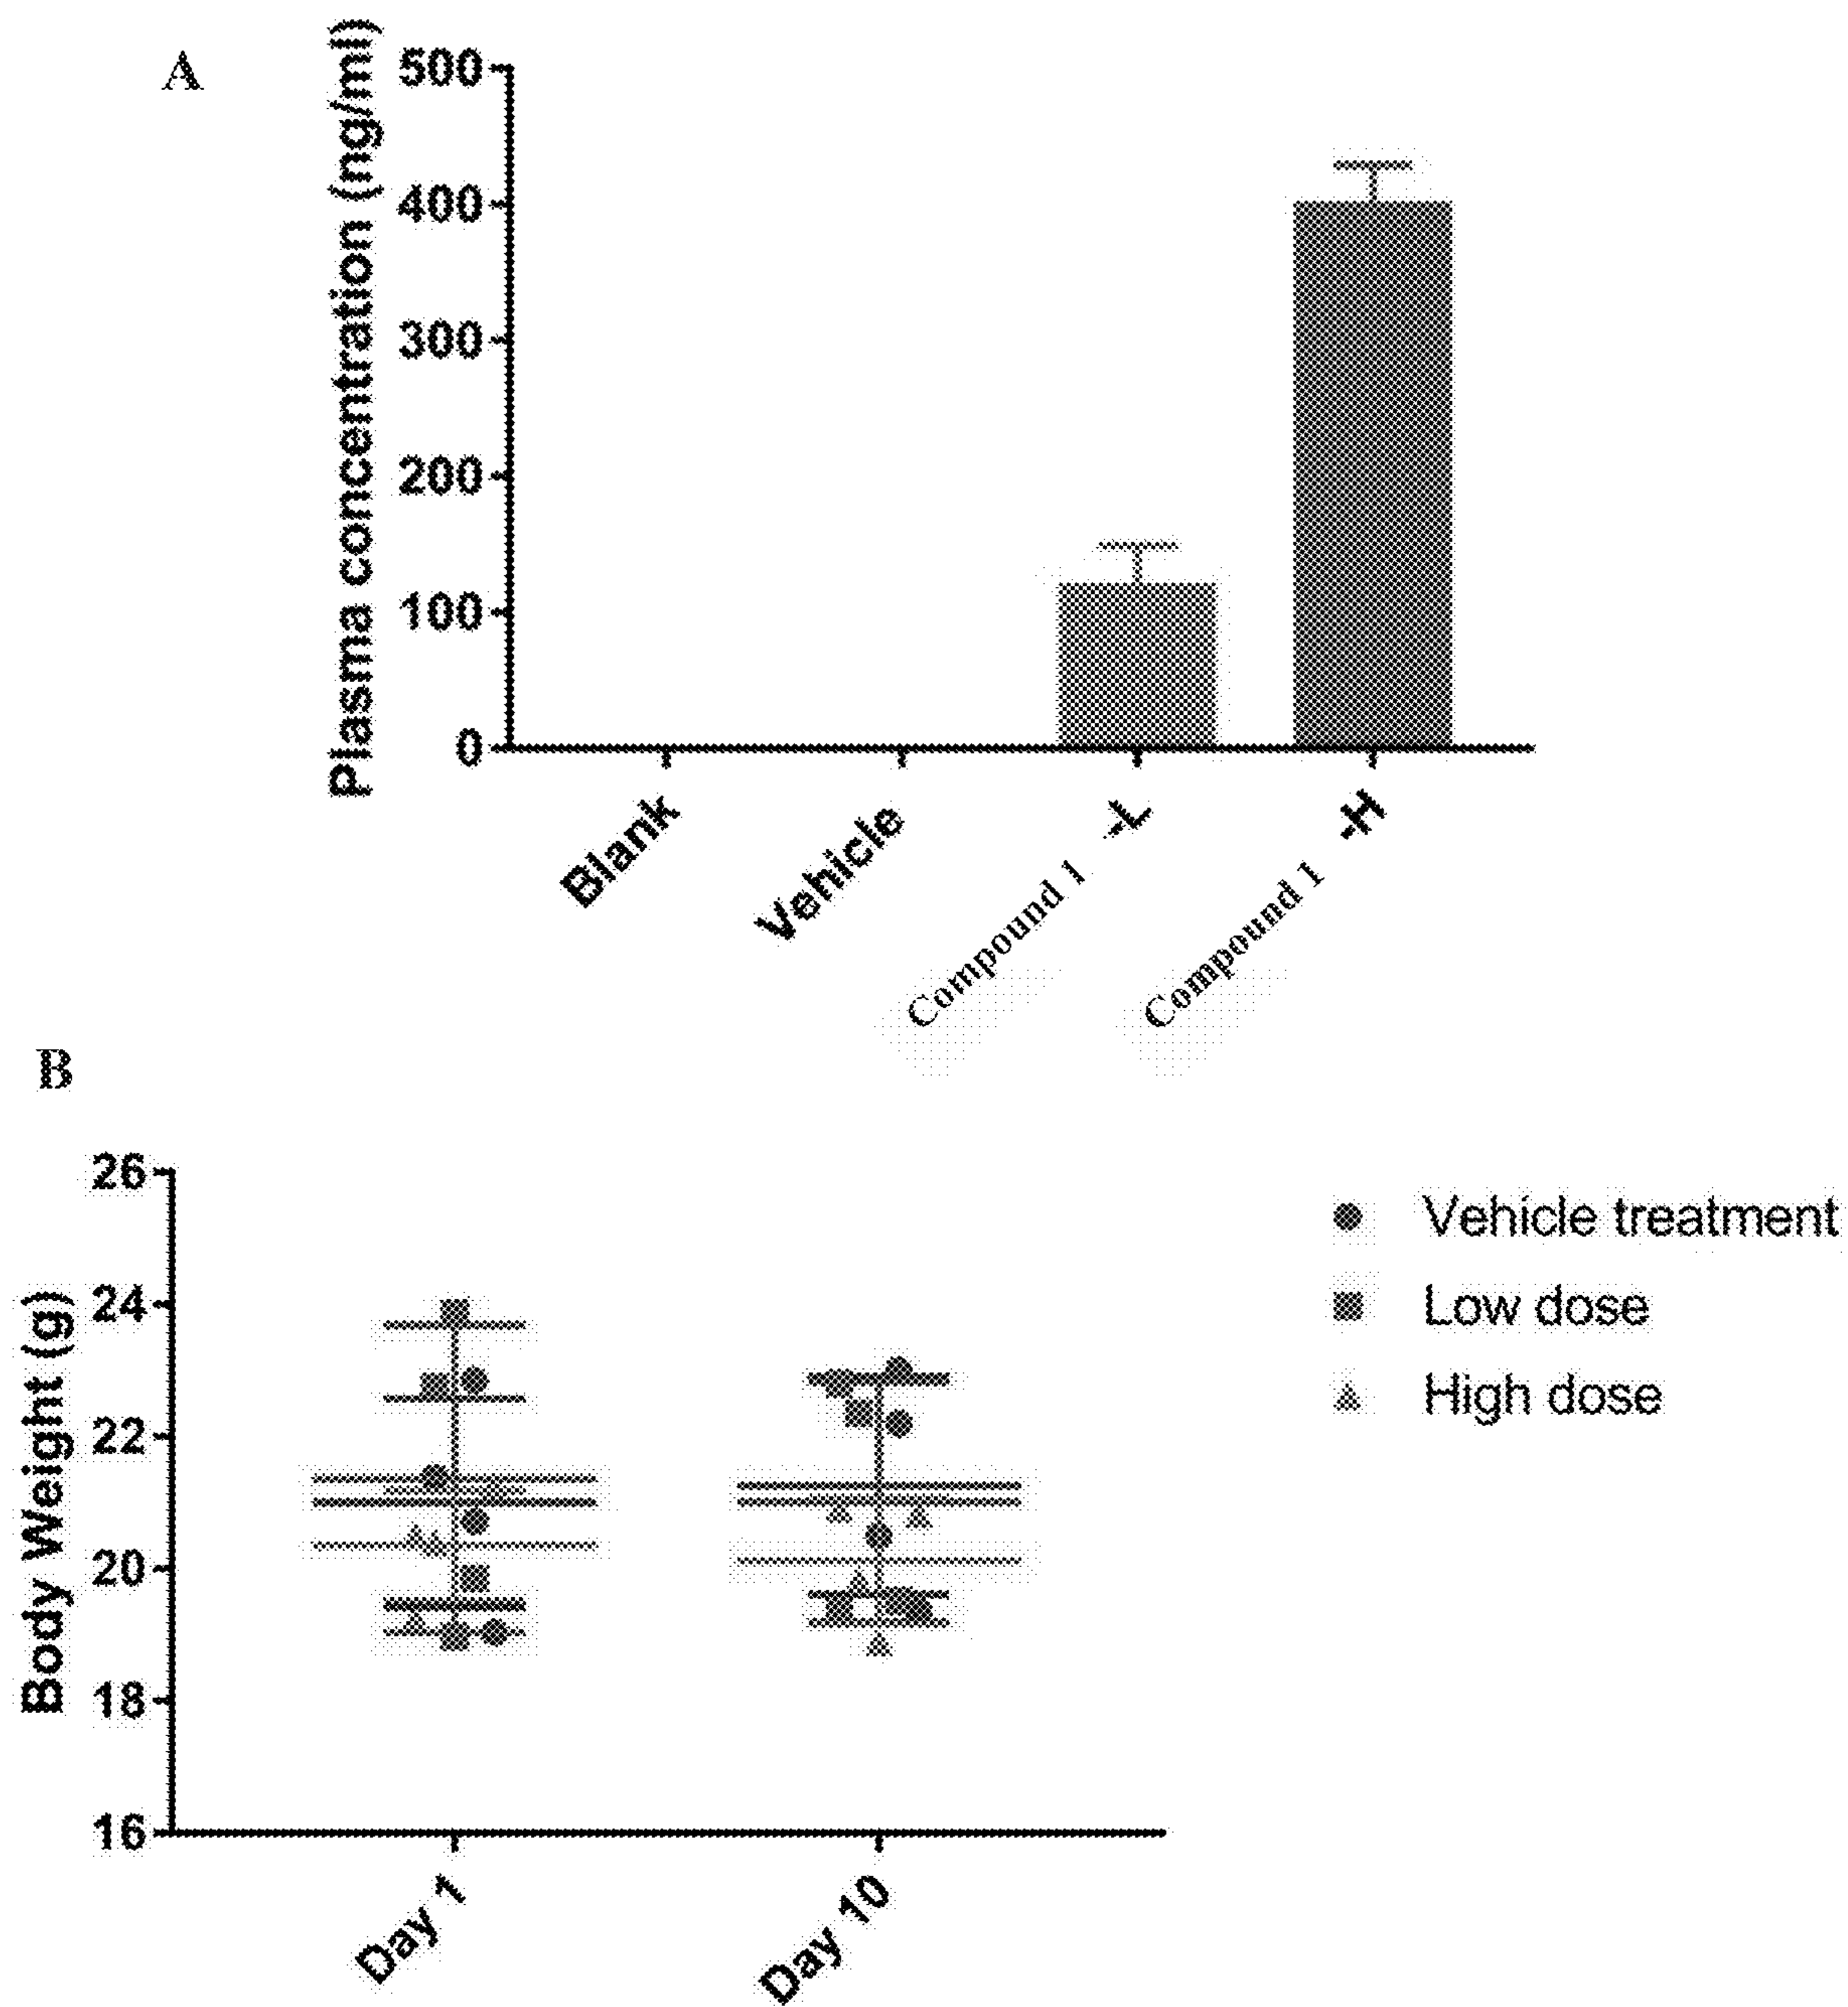 A
Plasma concentration (ng/ml)
500
400
300
200
100
0
Blank
Vehicle
Compound 1 -L
Compound 1 -H
B
Body Weight (g)
26
24
22
20
18
16
Day 1
Day 10
Vehicle treatment
Low dose
High dose